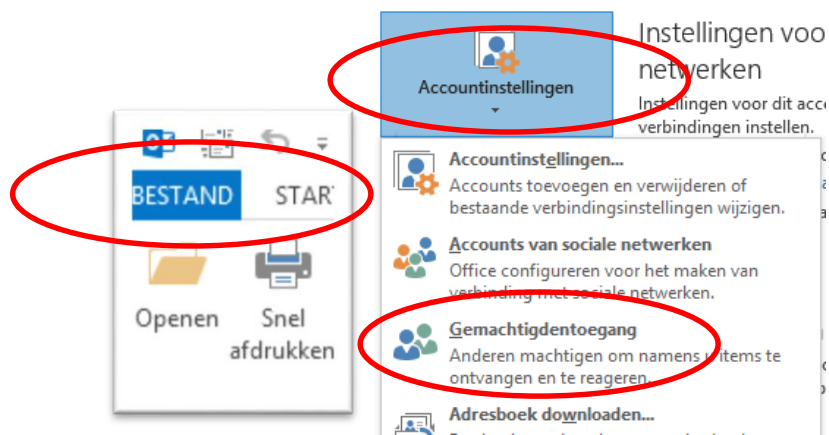 BESTAND STAR
Openen Snel
afdrukken
Accountinstellingen
Instellingen voo
netwerken
Instellingen voor dit acc
verbindingen instellen.
Accountinstellingen...
Accounts toevoegen en verwijderen of
bestaande verbindingsinstellingen wijzigen.
Accounts van sociale netwerken
Office configureren voor het maken van
verbinding met sociale netwerken.
Gemachtigdentoegang
Anderen machtigen om namens u items te
ontvangen en te reageren.
Adresboek downloaden...